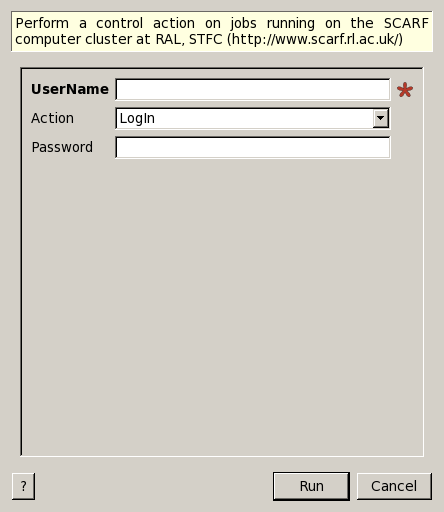 Perform a control action on jobs running on the SCARF
computer cluster at RAL, STFC (http://www.scarf.rl.ac.uk/)
UserName
Action LogIn
Password
? Run Cancel